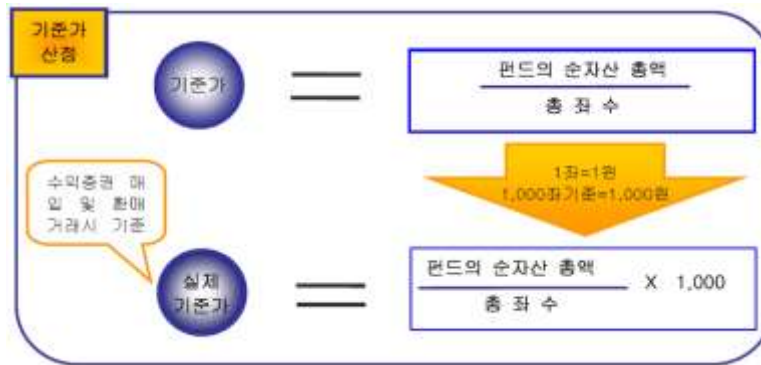 기준가
산정
기준가
펀드의 순자산 총액
총 좌 수
1좌=1원
1,000좌기준=1,000원
수익증권 매
입 및 환매
거래시 기준
실제
기준가
펀드의 순자산 총액
X 1,000
총 좌 수